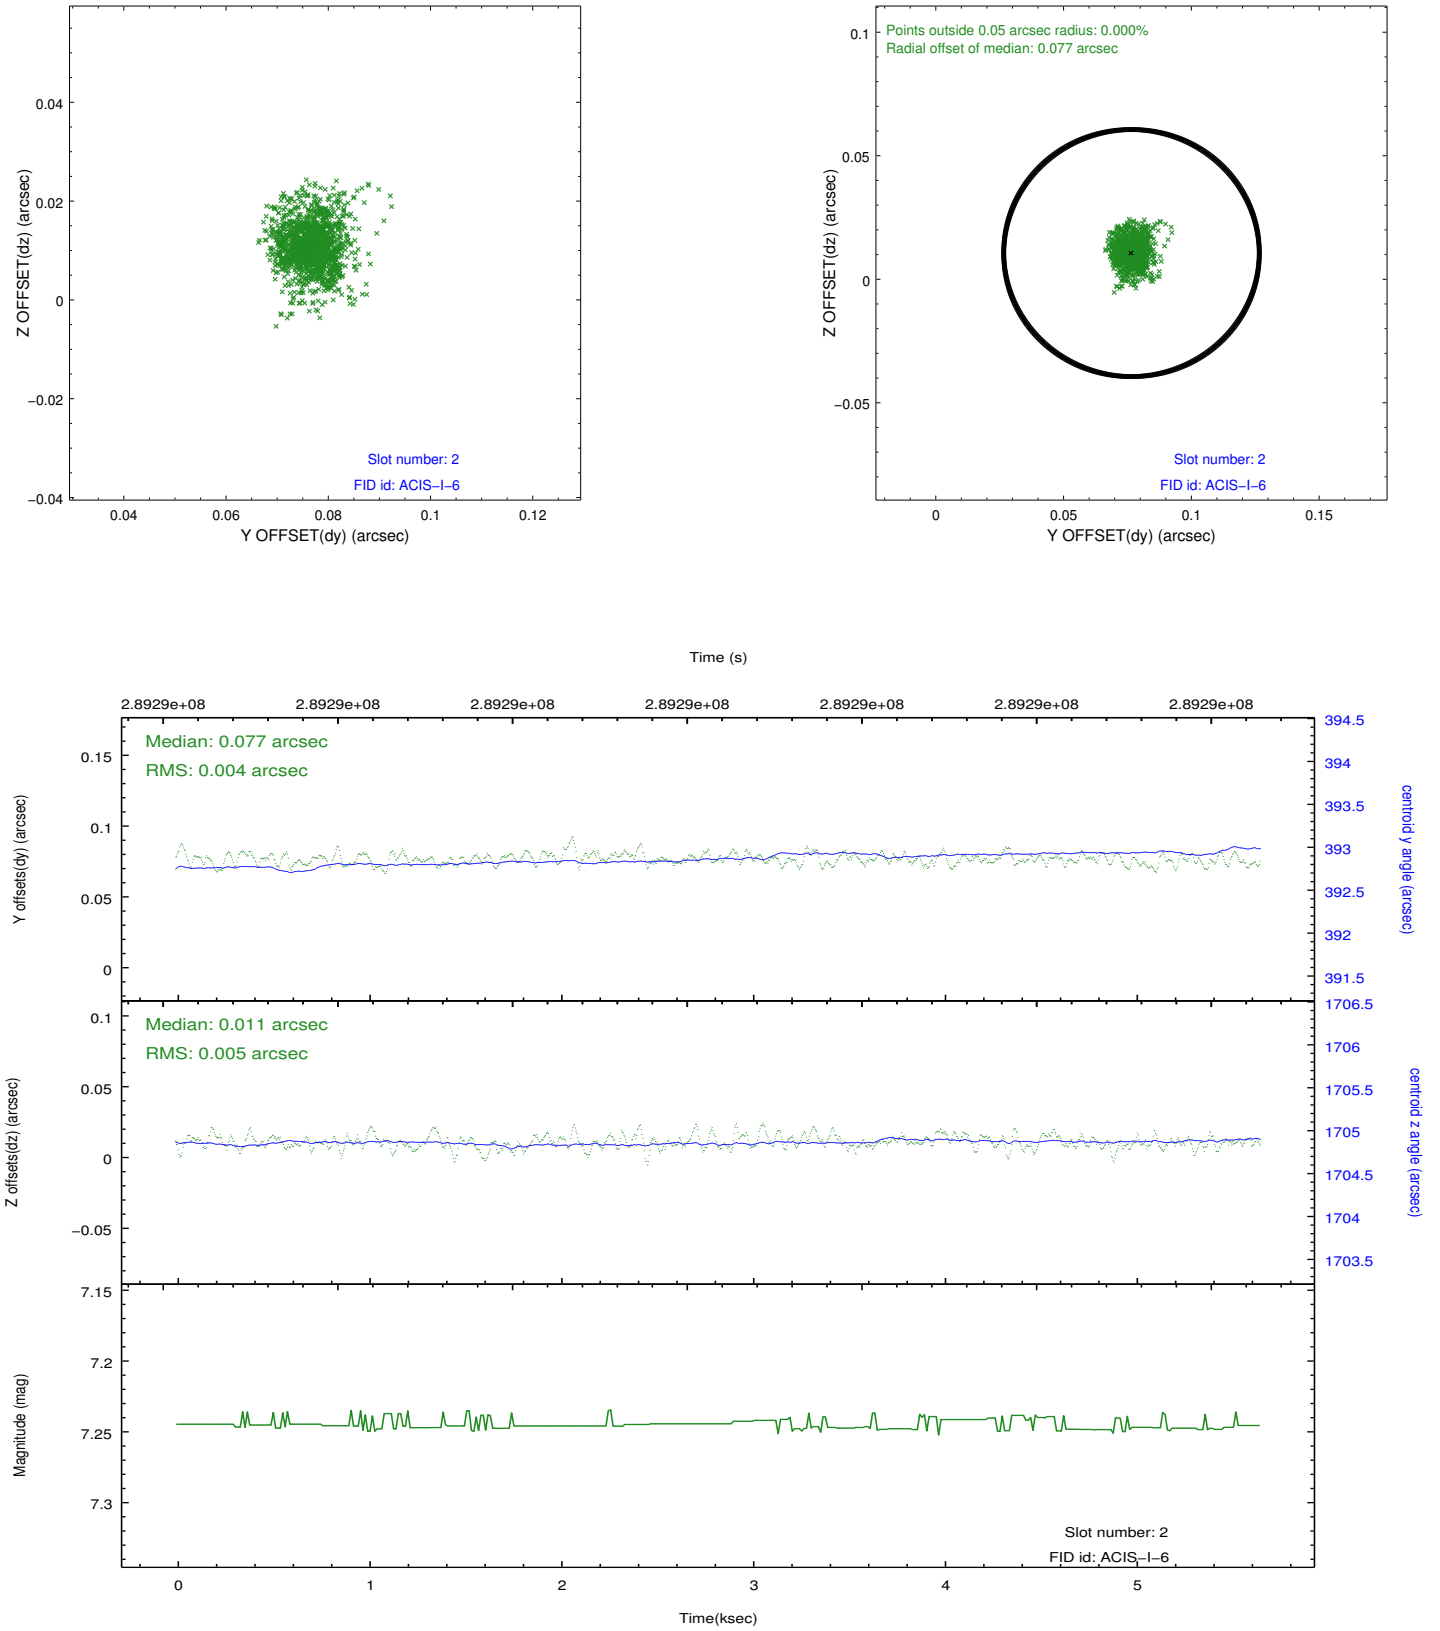 0.04
0.02
0
−0.02
−0.04
Z OFFSET(dz) (arcsec)
Slot number: 2
FID id: ACIS−I−6
0.04 0.06 0.08 0.1 0.12
Y OFFSET(dy) (arcsec)
Points outside 0.05 arcsec radius: 0.000%
Radial offset of median: 0.077 arcsec
0.1
0.05
0
−0.05
Z OFFSET(dz) (arcsec)
Slot number: 2
FID id: ACIS−I−6
0 0.05 0.1 0.15
Y OFFSET(dy) (arcsec)
Time (s)
2.8929e+08 2.8929e+08 2.8929e+08 2.8929e+08 2.8929e+08 2.8929e+08 2.8929e+08
Median: 0.077 arcsec
RMS: 0.004 arcsec
0.15
0.1
0.05
0
Y offsets(dy) (arcsec)
394.5
394
393.5
393
392.5
392
391.5
centroid y angle (arcsec)
Median: 0.011 arcsec
RMS: 0.005 arcsec
0.1
0.05
0
−0.05
Z offsets(dz) (arcsec)
1706.5
1706
1705.5
1705
1704.5
1704
1703.5
centroid z angle (arcsec)
7.15
7.2
7.25
7.3
Magnitude (mag)
Slot number: 2
FID id: ACIS−I−6
0 1 2 3 4 5
Time(ksec)